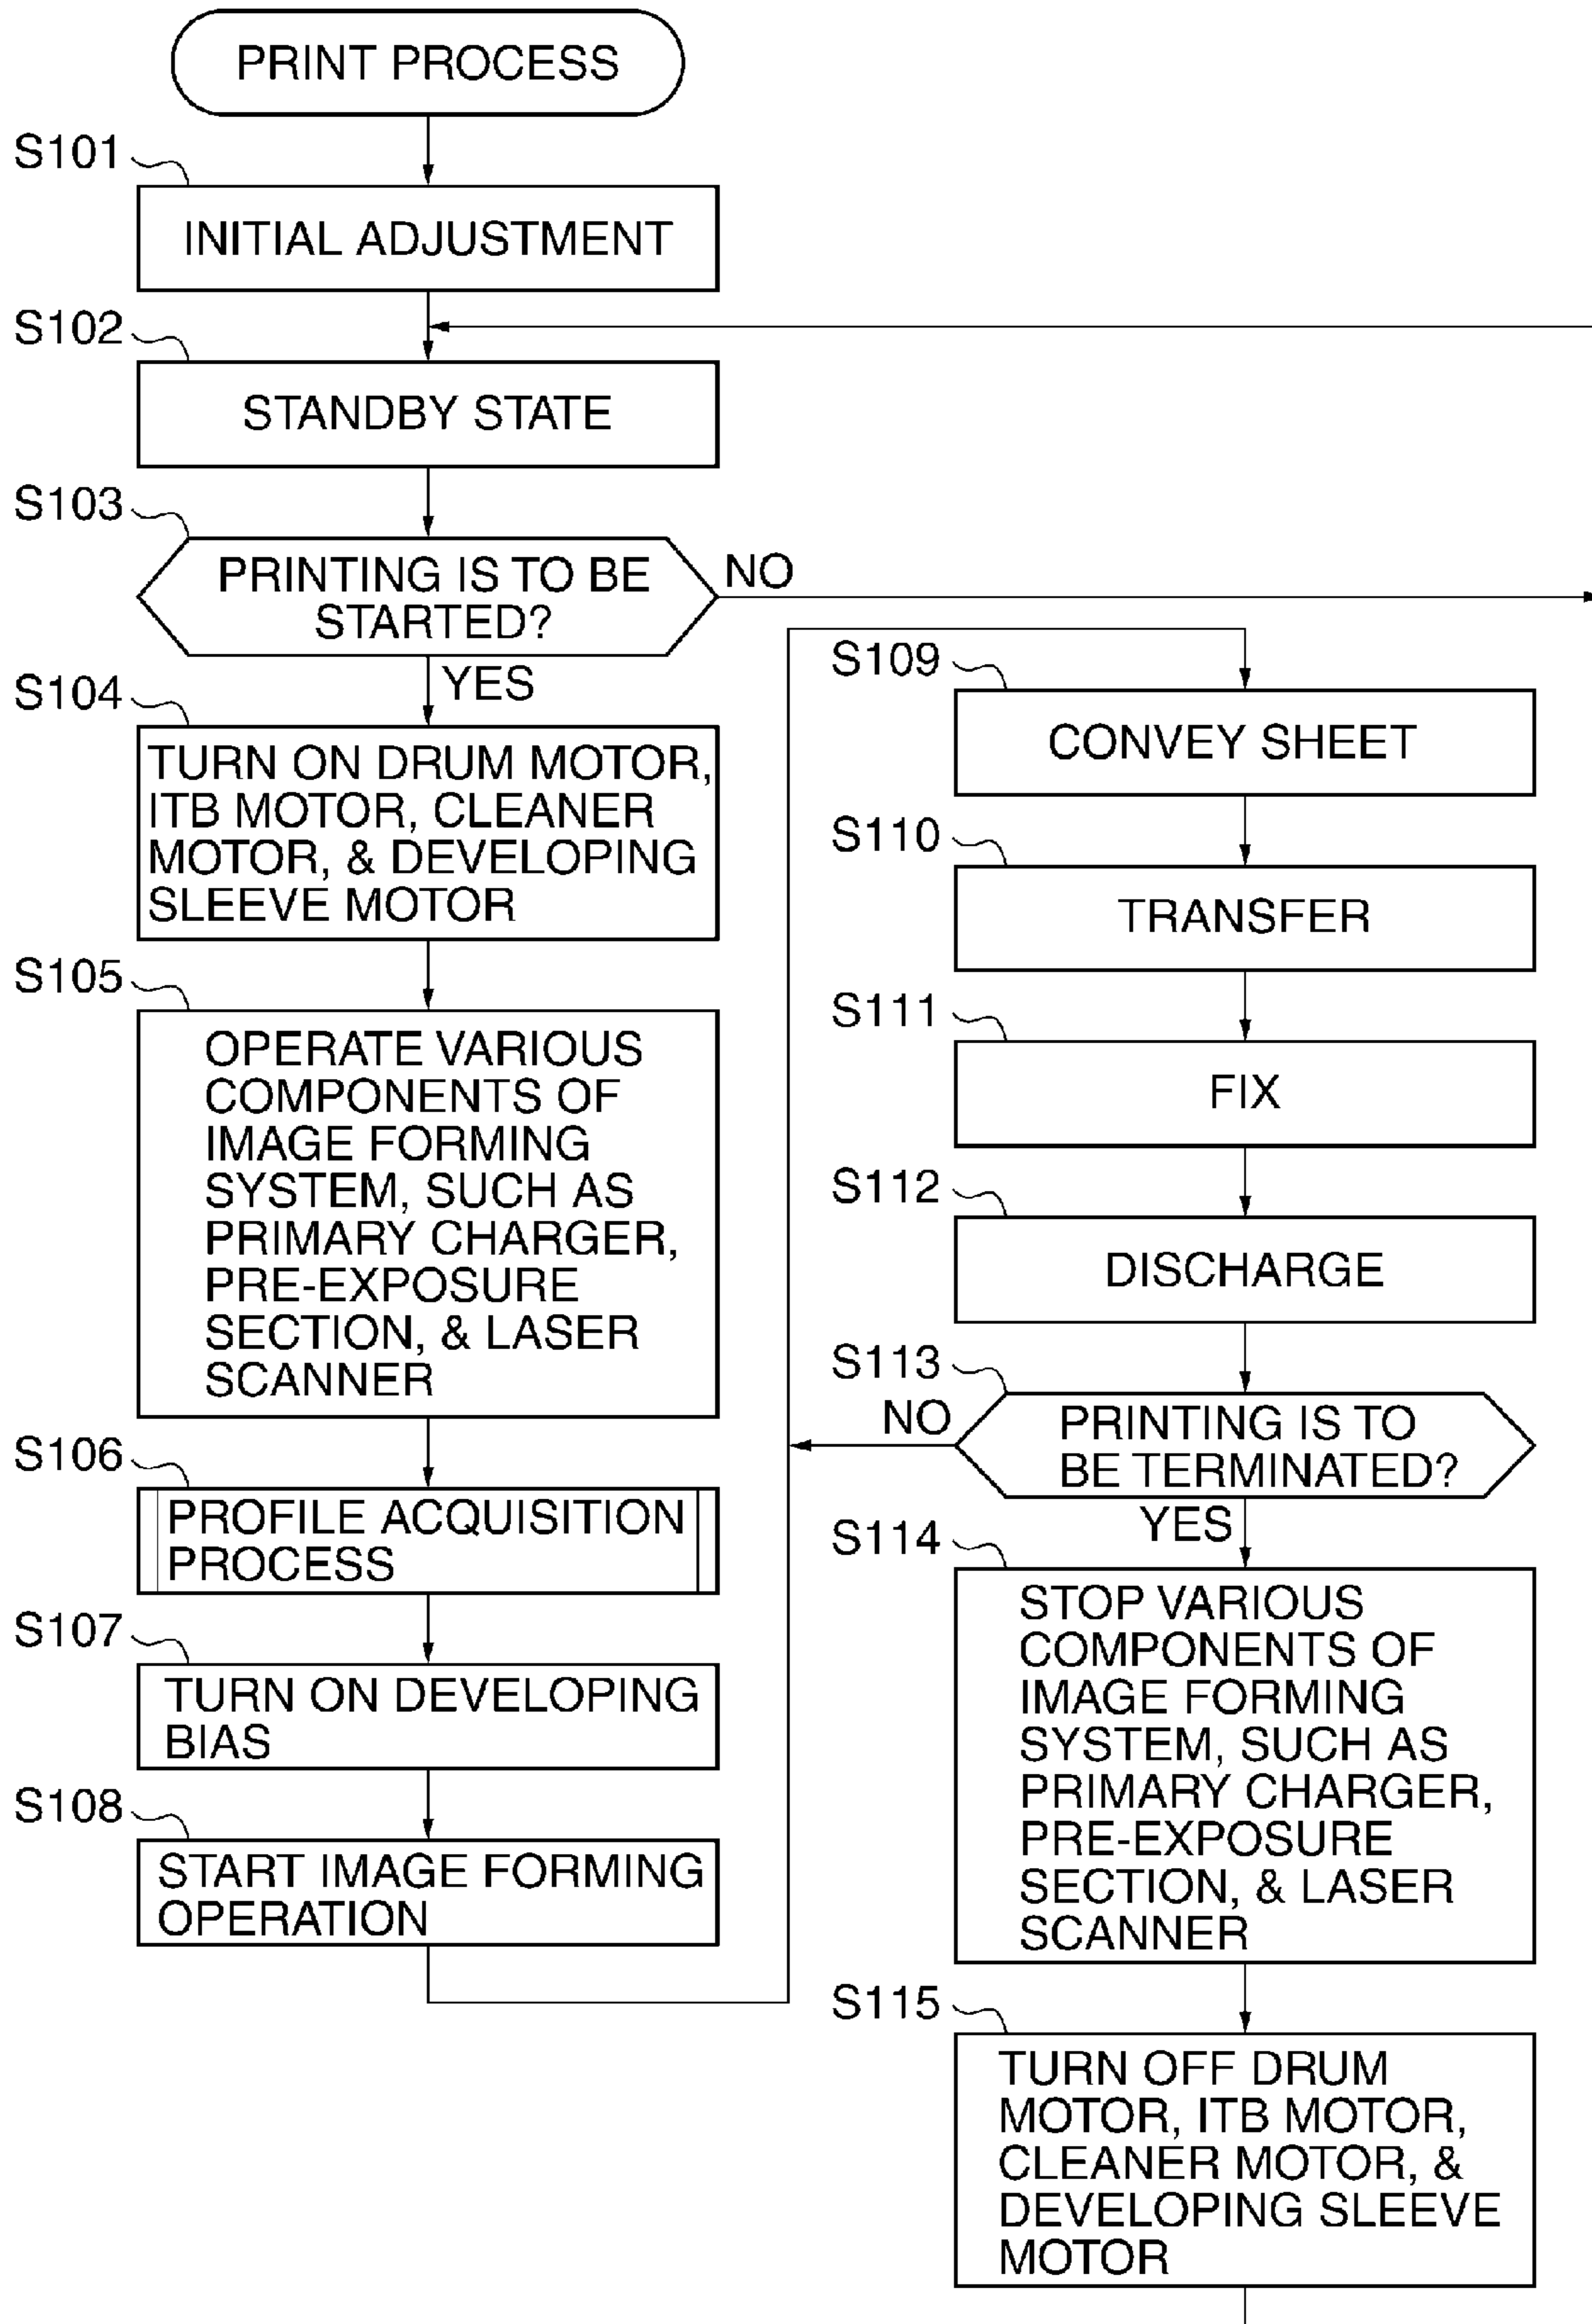 PRINT PROCESS
S101
INITIAL ADJUSTMENT
S102
STANDBY STATE
S103
PRINTING IS TO BE
STARTED?
NO
YES
S104
TURN ON DRUM MOTOR,
ITB MOTOR, CLEANER
MOTOR, & DEVELOPING
SLEEVE MOTOR
S105
OPERATE VARIOUS
COMPONENTS OF
IMAGE FORMING
SYSTEM, SUCH AS
PRIMARY CHARGER,
PRE-EXPOSURE
SECTION, & LASER
SCANNER
S106
PROFILE ACQUISITION
PROCESS
S107
TURN ON DEVELOPING
BIAS
S108
START IMAGE FORMING
OPERATION
S109
CONVEY SHEET
S110
TRANSFER
S111
FIX
S112
DISCHARGE
S113
PRINTING IS TO
BE TERMINATED?
NO
YES
S114
STOP VARIOUS
COMPONENTS OF
IMAGE FORMING
SYSTEM, SUCH AS
PRIMARY CHARGER,
PRE-EXPOSURE
SECTION, & LASER
SCANNER
S115
TURN OFF DRUM
MOTOR, ITB MOTOR,
CLEANER MOTOR, &
DEVELOPING SLEEVE
MOTOR